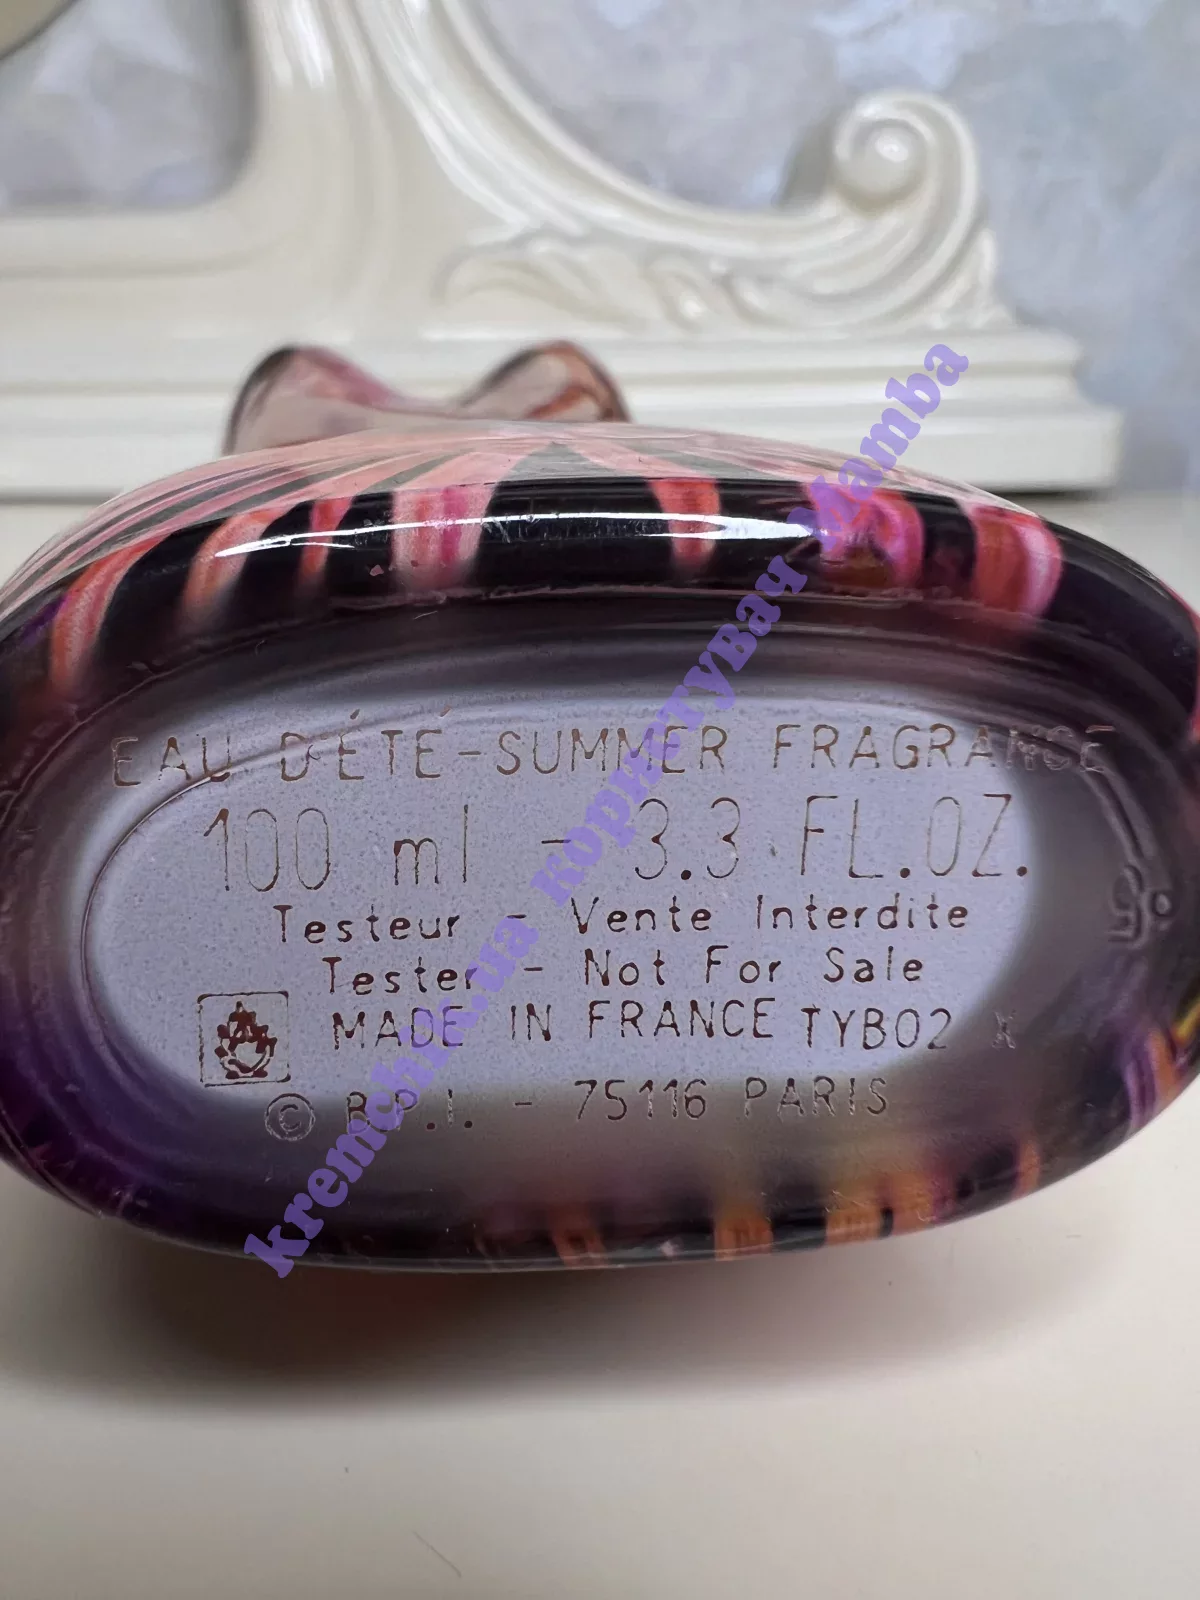 EAU D'ÉTÉ-SUMMER FRAGRANCE
100 ml - 3.3 FL.OZ.
Testeur - Vente Interdite
Tester - Not For Sale
MADE IN FRANCE TYB02 X
© B.P.I. - 75116 PARIS
kremchik.ua КориктуВау Mamba